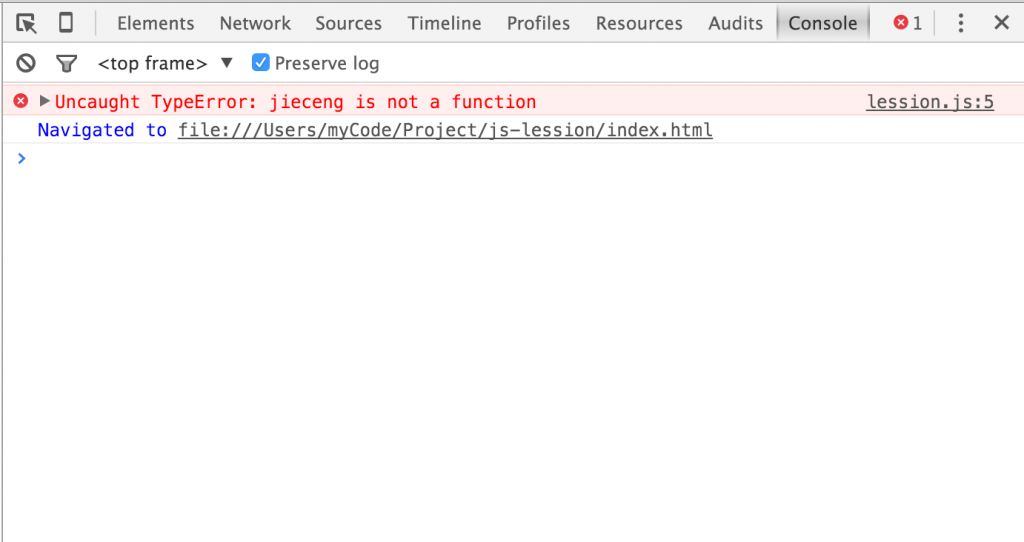 Elements Network Sources Timeline Profiles Resources Audits Console 1
<top frame> ▼ Preserve log
Uncaught TypeError: jieceng is not a function lession.js:5
Navigated to file:///Users/myCode/Project/js-lession/index.html